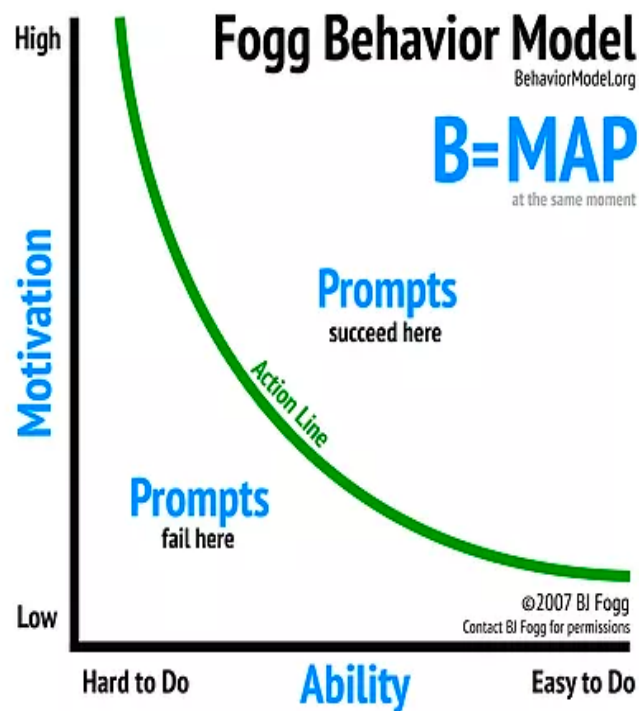 High
Fogg Behavior Model
BehaviorModel.org
B=MAP
at the same moment
Motivation
Prompts
succeed here
Action Line
Prompts
fail here
Low
©2007 BJ Fogg
Contact BJ Fogg for permissions
Hard to Do
Ability
Easy to Do